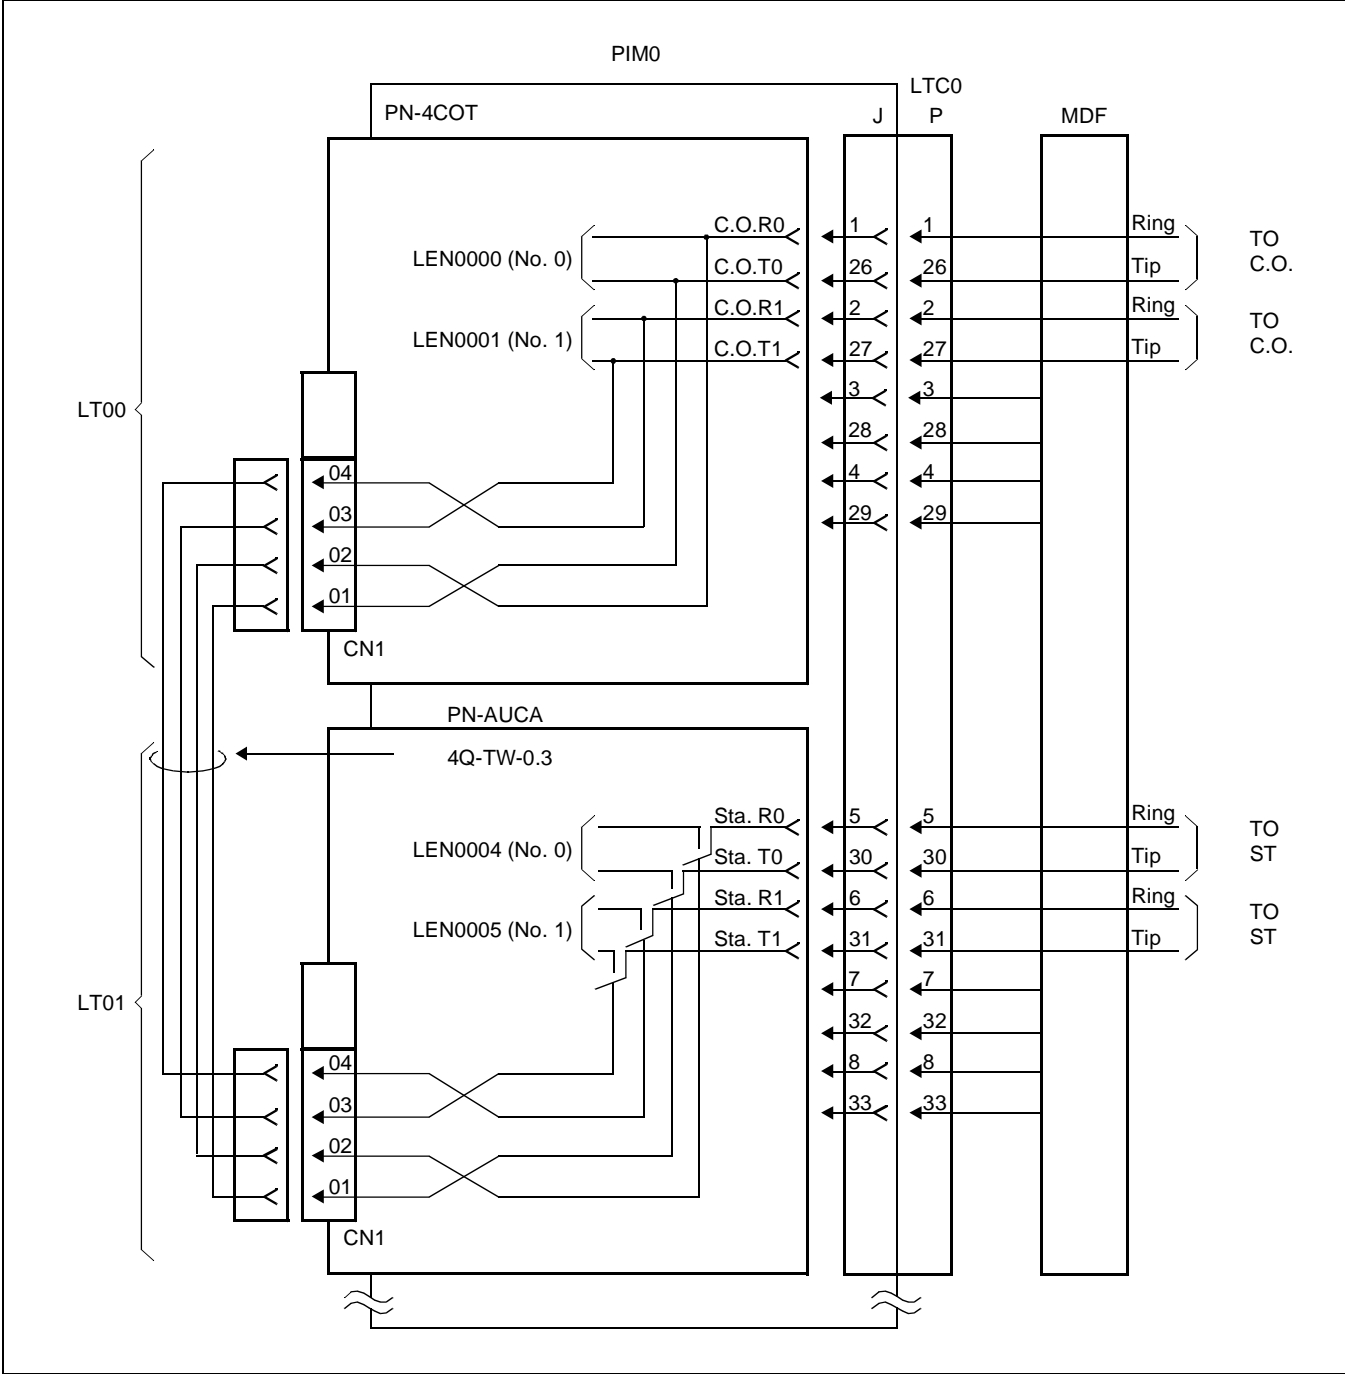 PIM0
LTC0
PN-4COT
J P MDF
C.O.R0 1 1 Ring
LEN0000 (No. 0) TO
C.O.
C.O.T0 26 26 Tip
C.O.R1 2 2 Ring
LEN0001 (No. 1) TO
C.O.
C.O.T1 27 27 Tip
3 3
LT00
28 28
04 4 4
03 29 29
02
01
CN1
PN-AUCA
4Q-TW-0.3
Sta. R0 5 5 Ring
LEN0004 (No. 0) TO
ST
Sta. T0 30 30 Tip
Sta. R1 6 6 Ring
LEN0005 (No. 1) TO
ST
Sta. T1 31 31 Tip
7 7
LT01
32 32
04 8 8
03 33 33
02
01
CN1